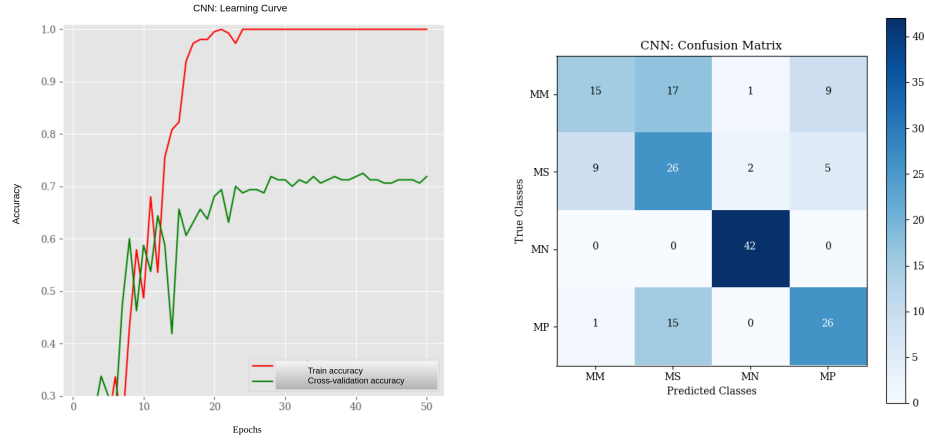 CNN: Learning Curve
1.0
0.9
0.8
0.7
0.6
0.5
0.4
0.3
Accuracy
0 10 20 30 40 50
Epochs
Train accuracy
Cross-validation accuracy
CNN: Confusion Matrix
True Classes
MM 15 17 1 9
MS 9 26 2 5
MN 0 0 42 0
MP 1 15 0 26
MM MS MN MP
Predicted Classes
40
35
30
25
20
15
10
5
0